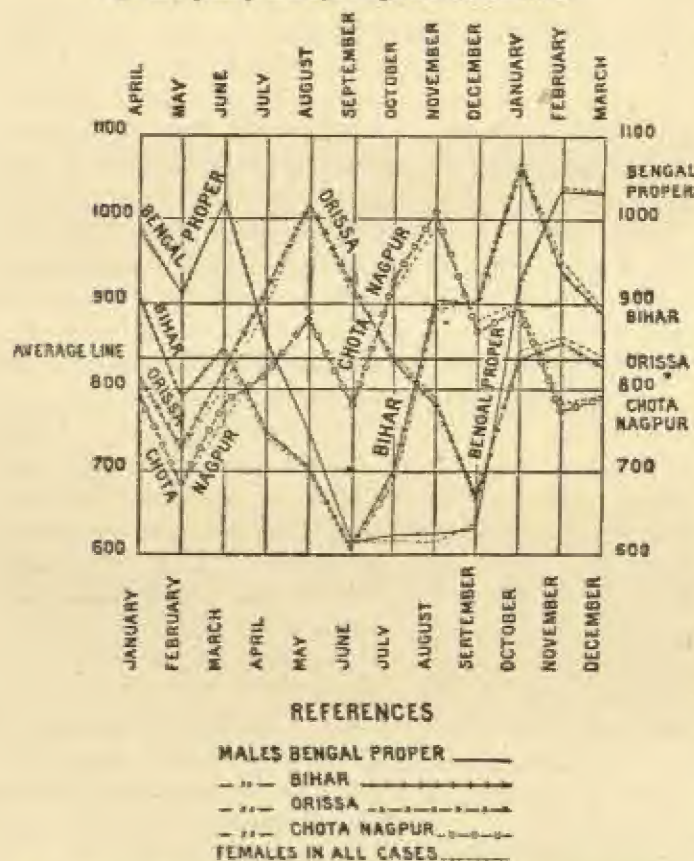 APRIL
MAY
JUNE
JULY
AUGUST
SEPTEMBER
OCTOBER
NOVEMBER
DECEMBER
JANUARY
FEBRUARY
MARCH
1100 1100
BENGAL PROPER
BENGAL
PROPER
1000 1000
ORISSA
NAGPUR
CHOTA
900 900
BIHAR
BIHAR
AVERAGE LINE
ORISSA
800 800
CHOTA
NAGPUR
ORISSA
CHOTA
NAGPUR
BIHAR
BENGAL PROPER
700 700
600 600
JANUARY
FEBRUARY
MARCH
APRIL
MAY
JUNE
JULY
AUGUST
SEPTEMBER
OCTOBER
NOVEMBER
DECEMBER
REFERENCES
MALES BENGAL PROPER
„ BIHAR
„ ORISSA
„ CHOTA NAGPUR
FEMALES IN ALL CASES